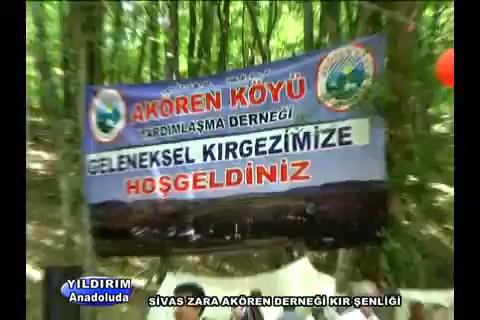 AKÖREN KÖYÜ
YARDIMLAŞMA DERNEĞİ
GELENEKSEL KIRGEZİMİZE
HOŞGELDİNİZ
YILDIRIM
Anadoluda
SİVAS ZARA AKÖREN DERNEĞİ KIR ŞENLİĞİ